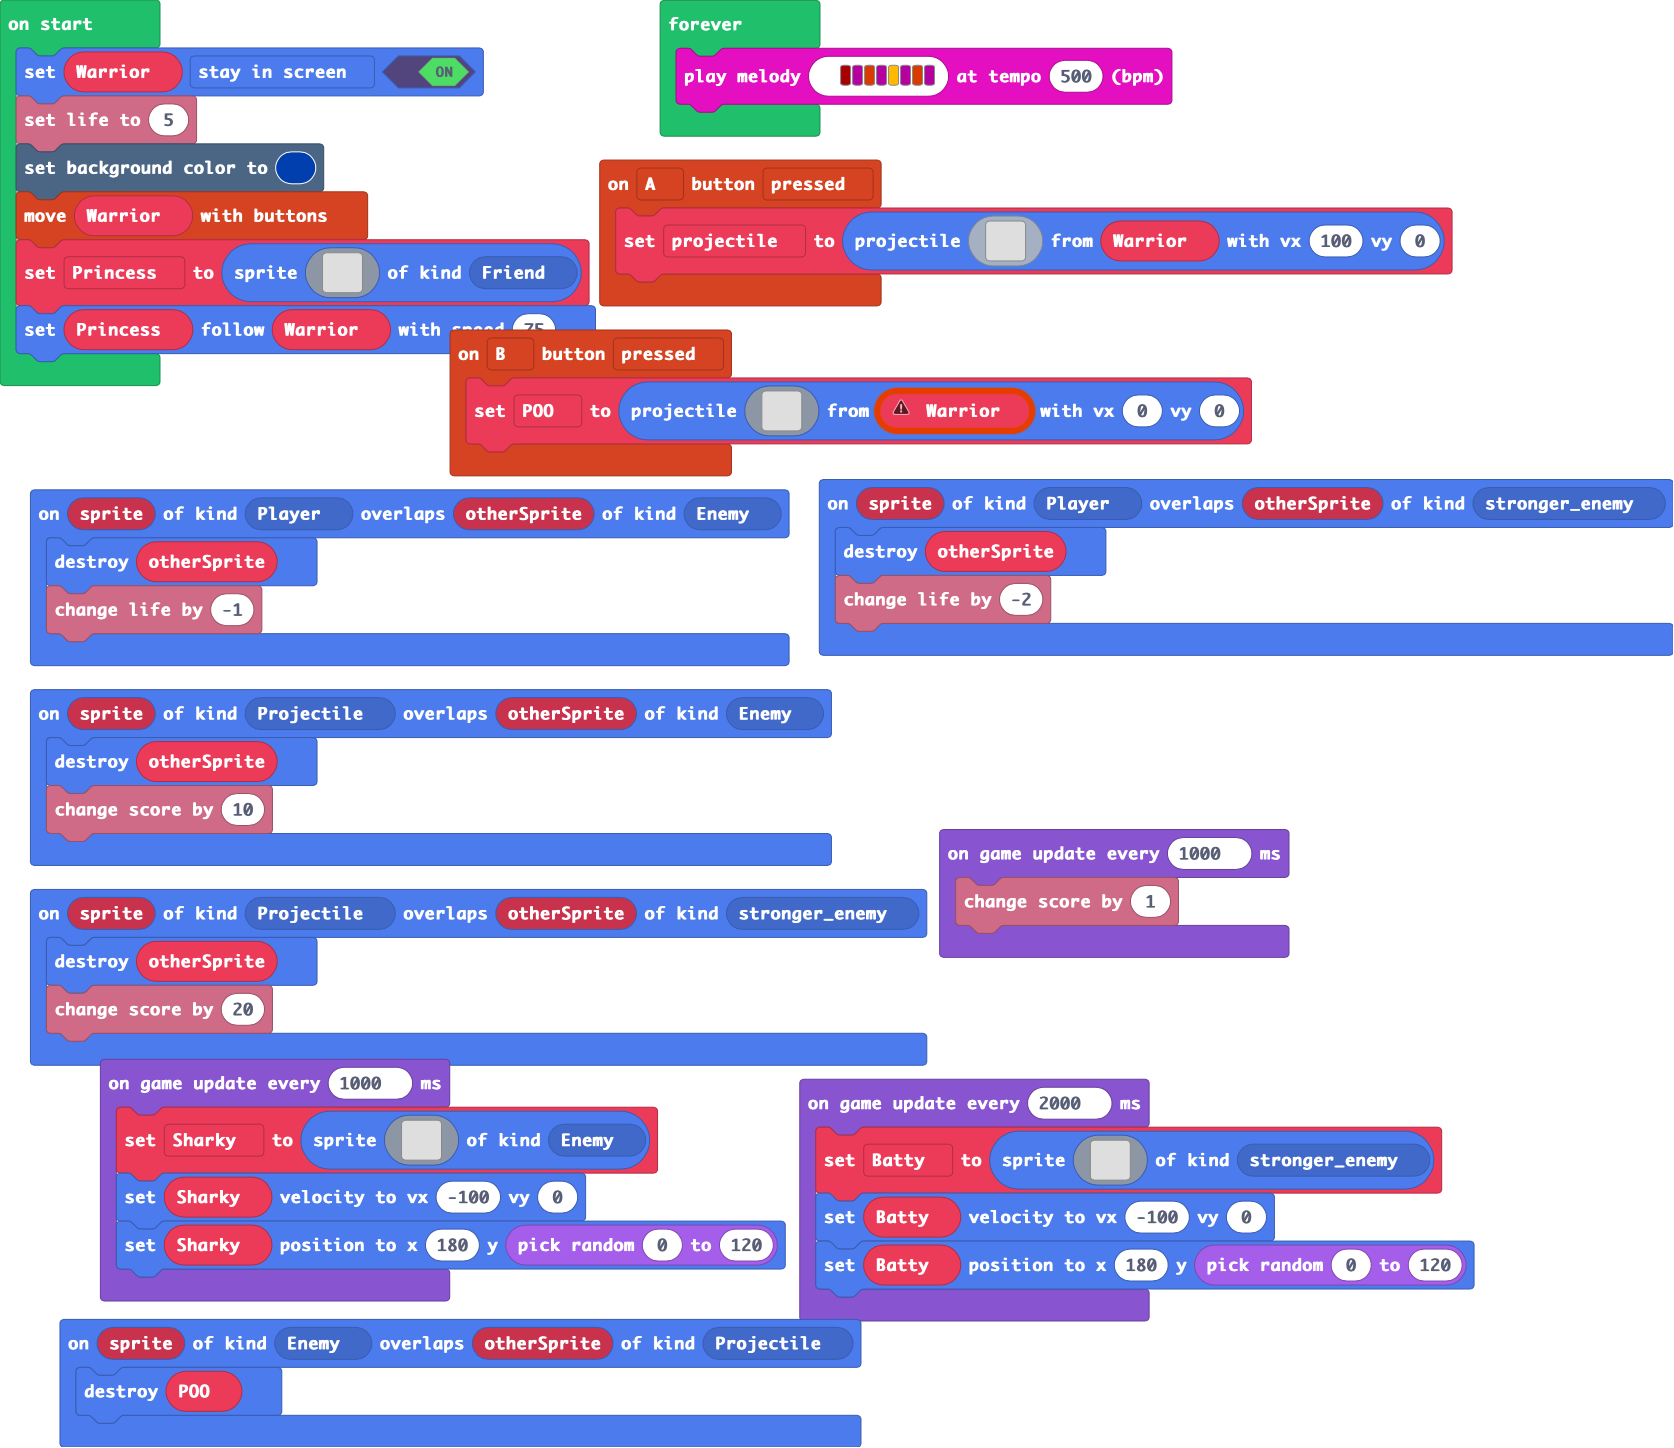 on start
set Warrior stay in screen ON
set life to 5
set background color to
move Warrior with buttons
set Princess to sprite of kind Friend
set Princess follow Warrior with speed 75
forever
play melody at tempo 500 (bpm)
on A button pressed
set projectile to projectile from Warrior with vx 100 vy 0
on B button pressed
set POO to projectile from Warrior with vx 0 vy 0
on sprite of kind Player overlaps otherSprite of kind Enemy
destroy otherSprite
change life by -1
on sprite of kind Player overlaps otherSprite of kind stronger_enemy
destroy otherSprite
change life by -2
on sprite of kind Projectile overlaps otherSprite of kind Enemy
destroy otherSprite
change score by 10
on game update every 1000 ms
change score by 1
on sprite of kind Projectile overlaps otherSprite of kind stronger_enemy
destroy otherSprite
change score by 20
on game update every 1000 ms
set Sharky to sprite of kind Enemy
set Sharky velocity to vx -100 vy 0
set Sharky position to x 180 y pick random 0 to 120
on game update every 2000 ms
set Batty to sprite of kind stronger_enemy
set Batty velocity to vx -100 vy 0
set Batty position to x 180 y pick random 0 to 120
on sprite of kind Enemy overlaps otherSprite of kind Projectile
destroy POO